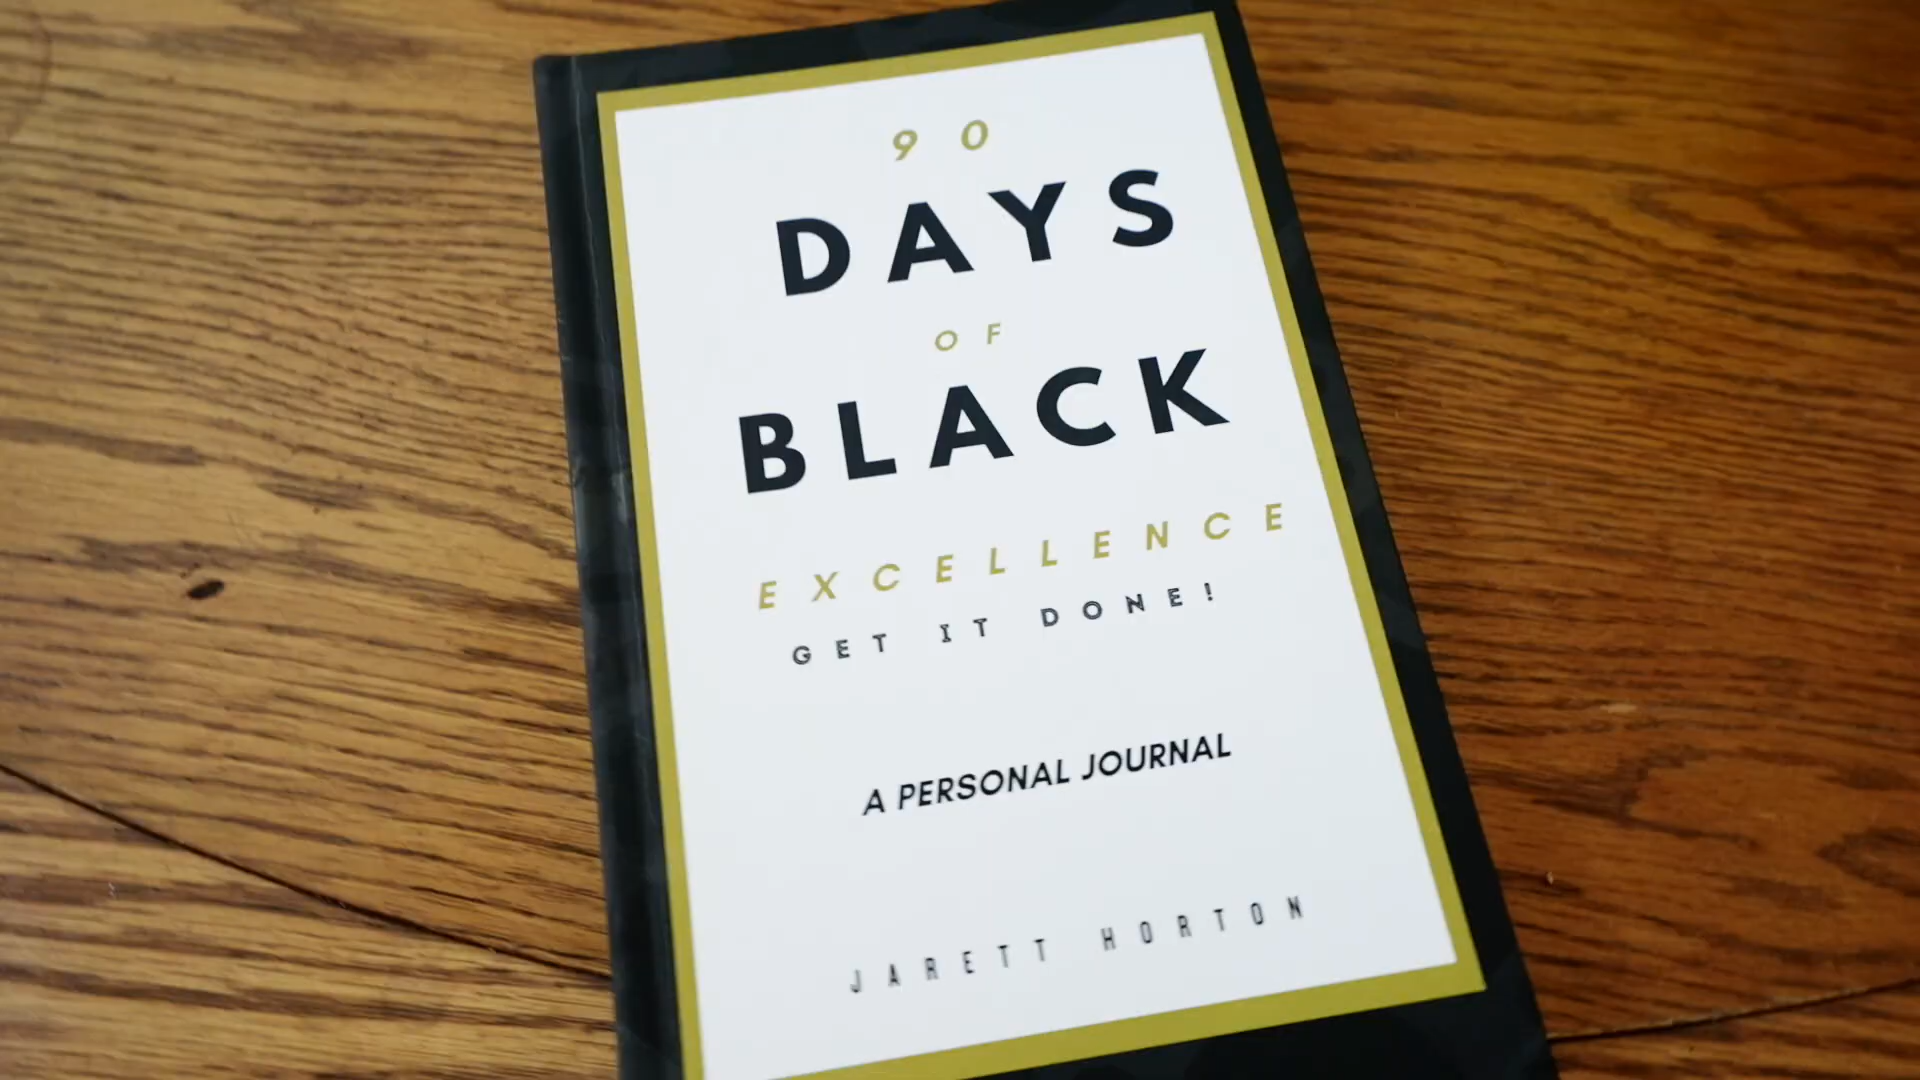 90
DAYS
OF
BLACK
EXCELLENCE
GET IT DONE!
A PERSONAL JOURNAL
JARETT HORTON